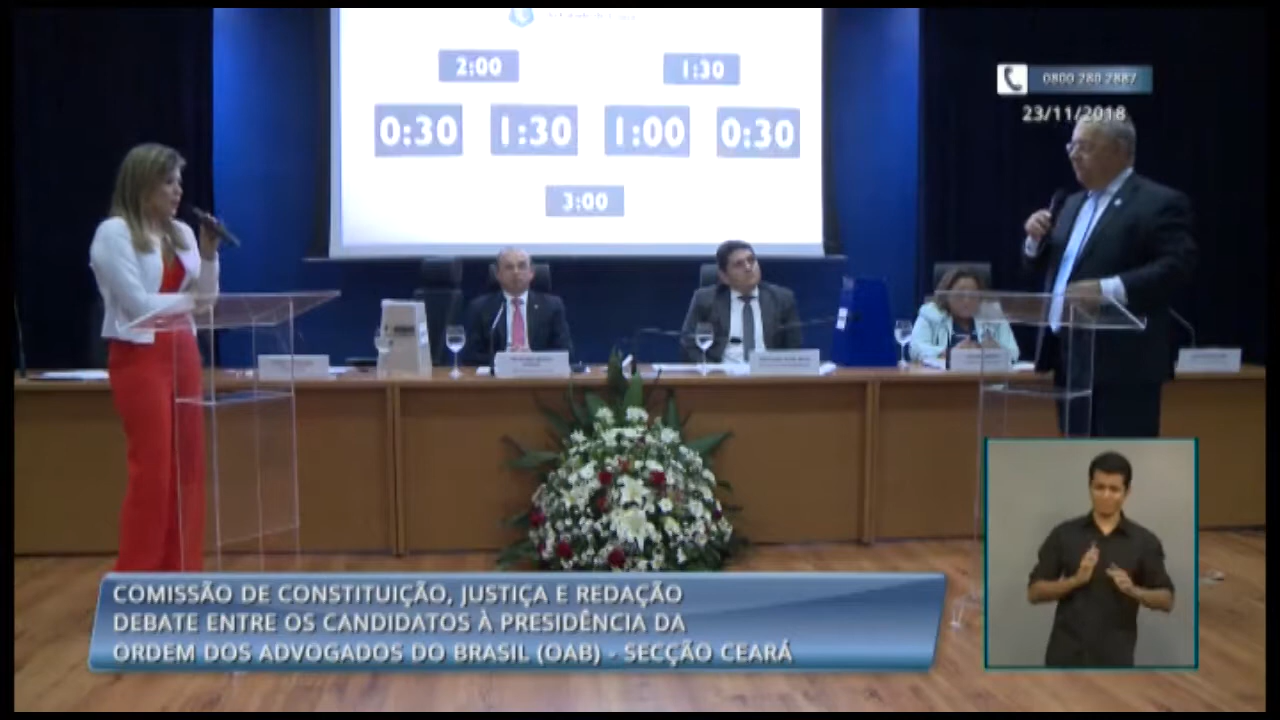 2:00
1:30
0:30
1:30
1:00
0:30
3:00
0800 280 2887
23/11/2018
COMISSÃO DE CONSTITUIÇÃO, JUSTIÇA E REDAÇÃO
DEBATE ENTRE OS CANDIDATOS À PRESIDÊNCIA DA
ORDEM DOS ADVOGADOS DO BRASIL (OAB) - SECÇÃO CEARÁ